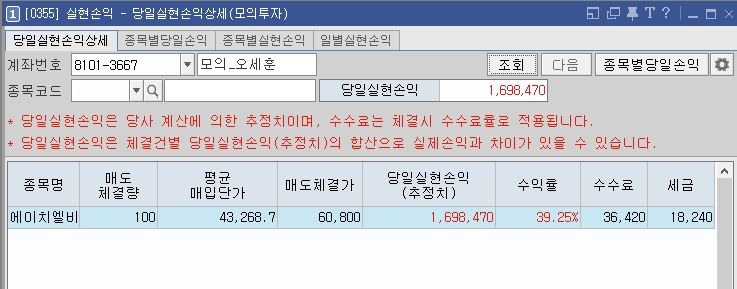 1 [0355] 실현손익 - 당일실현손익상세(모의투자) T ?
당일실현손익상세 종목별당일손익 종목별실현손익 일별실현손익
계좌번호 8101-3667 모의_오세훈 조회 다음 종목별당일손익
종목코드 당일실현손익 1,698,470
* 당일실현손익은 당사 계산에 의한 추정치이며, 수수료는 체결시 수수료률로 적용됩니다.
* 당일실현손익은 체결건별 당일실현손익(추정치)의 합산으로 실제손익과 차이가 있을 수 있습니다.
종목명 매도 체결량 평균 매입단가 매도체결가 당일실현손익 (추정치) 수익률 수수료 세금
에이치엘비 100 43,268.7 60,800 1,698,470 39.25% 36,420 18,240